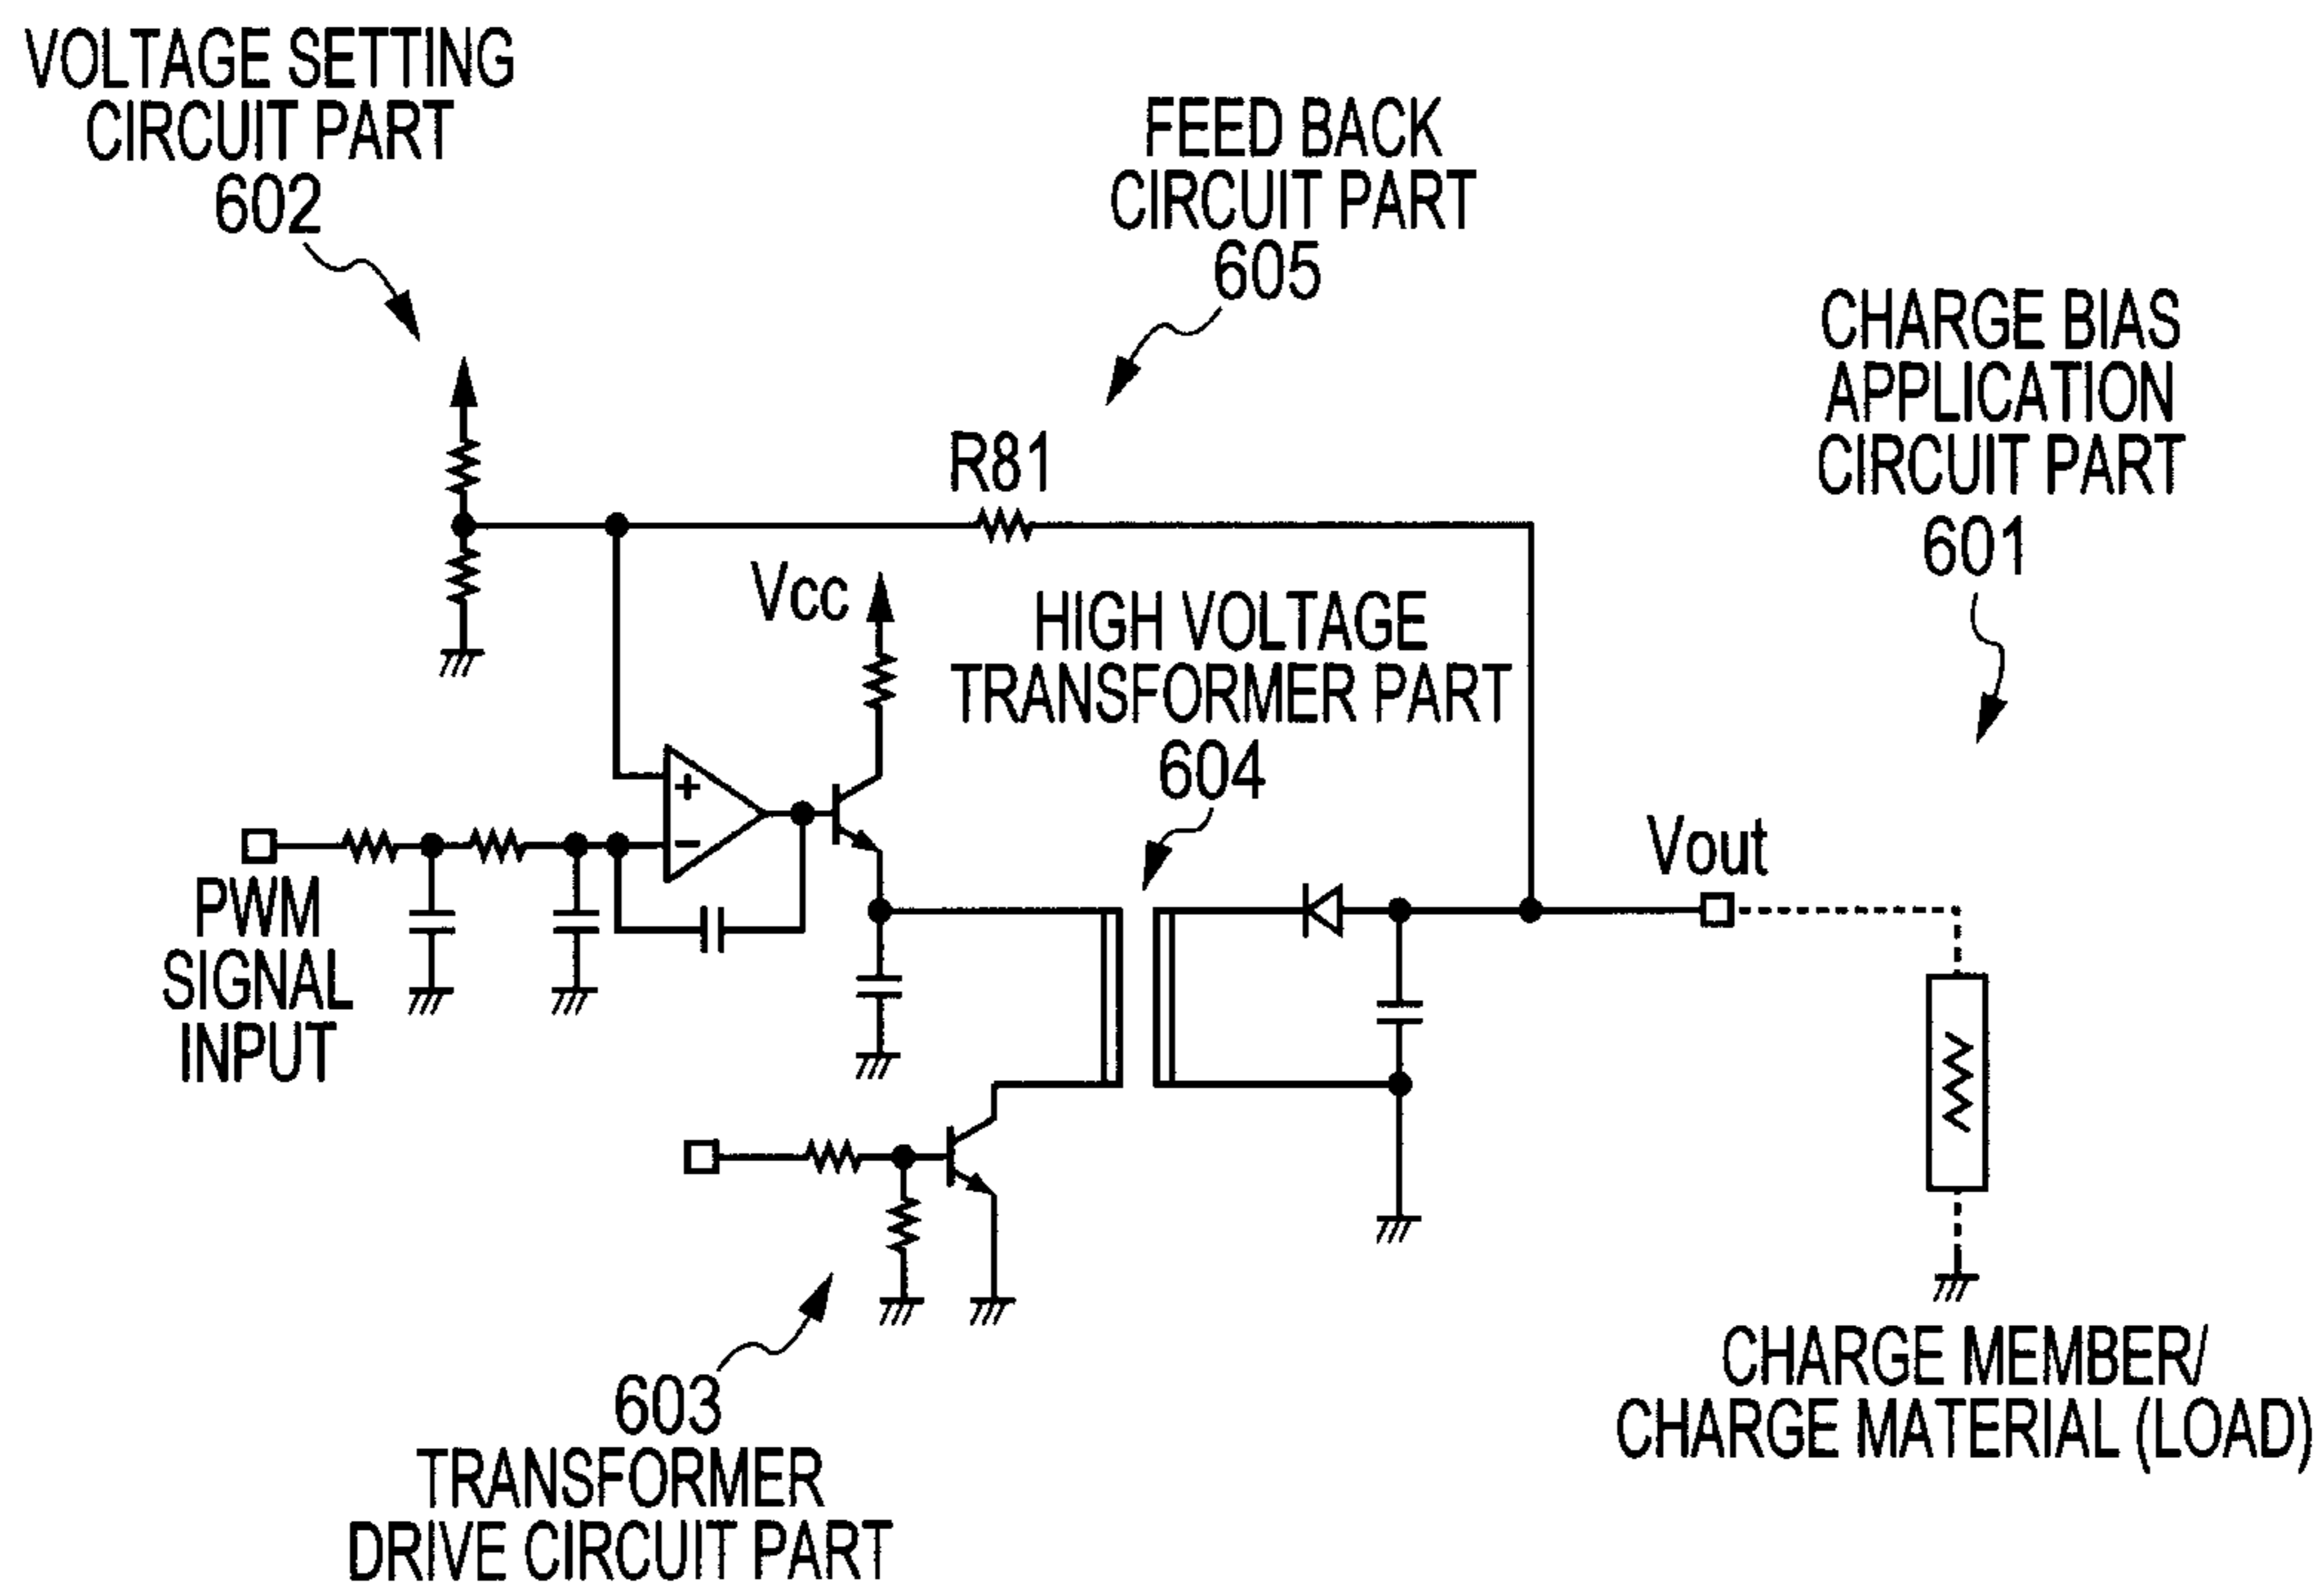 VOLTAGE SETTING
CIRCUIT PART
602
FEED BACK
CIRCUIT PART
605
CHARGE BIAS
APPLICATION
CIRCUIT PART
601
R81
Vcc
HIGH VOLTAGE
TRANSFORMER PART
604
+
−
Vout
PWM
SIGNAL
INPUT
603
TRANSFORMER
DRIVE CIRCUIT PART
CHARGE MEMBER/
CHARGE MATERIAL (LOAD)